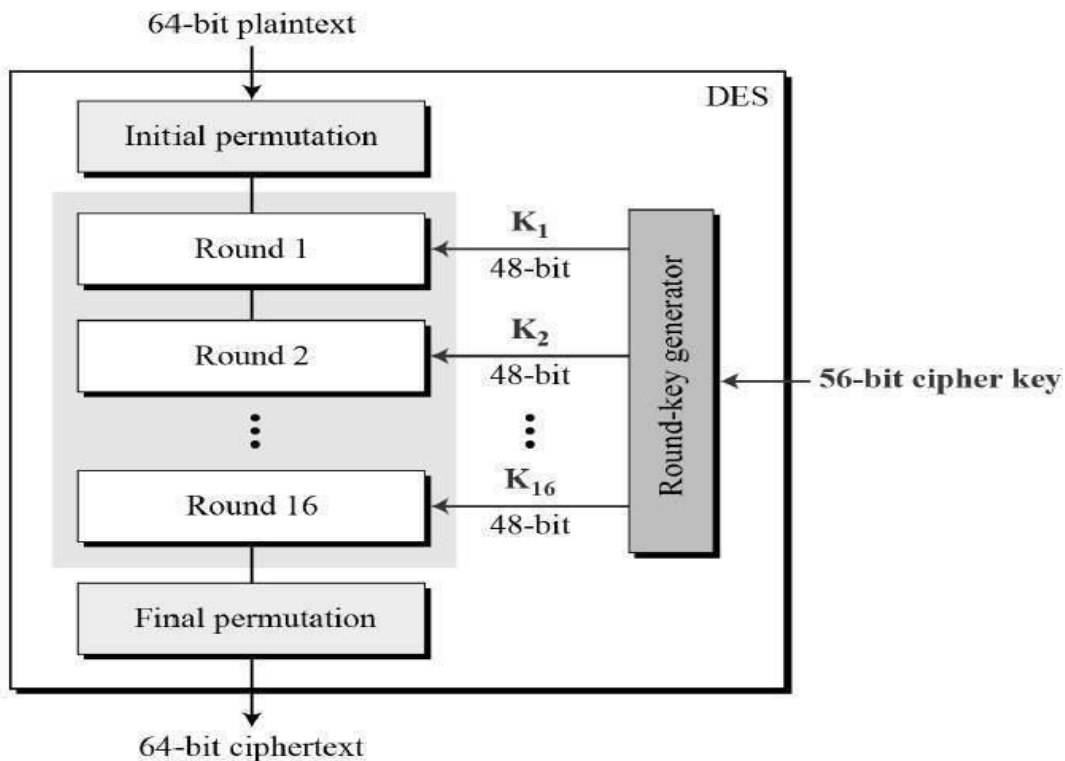 64-bit plaintext
DES
Initial permutation
Round 1
K1
48-bit
Round 2
K2
48-bit
Round 16
K16
48-bit
Round-key generator
56-bit cipher key
Final permutation
64-bit ciphertext